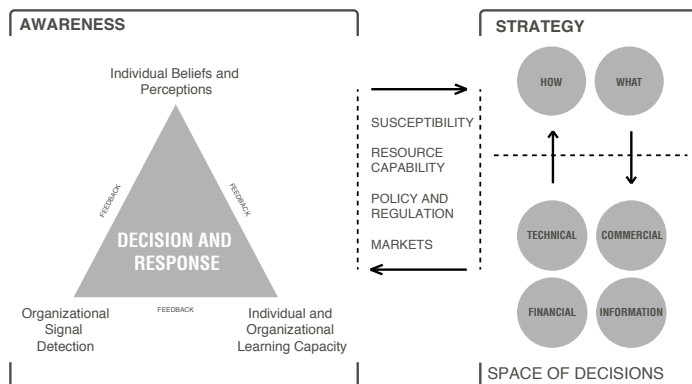 AWARENESS
Individual Beliefs and
Perceptions
FEEDBACK
FEEDBACK
DECISION AND
RESPONSE
FEEDBACK
Organizational
Signal
Detection
Individual and
Organizational
Learning Capacity
SUSCEPTIBILITY
RESOURCE
CAPABILITY
POLICY AND
REGULATION
MARKETS
STRATEGY
HOW
WHAT
TECHNICAL
COMMERCIAL
FINANCIAL
INFORMATION
SPACE OF DECISIONS